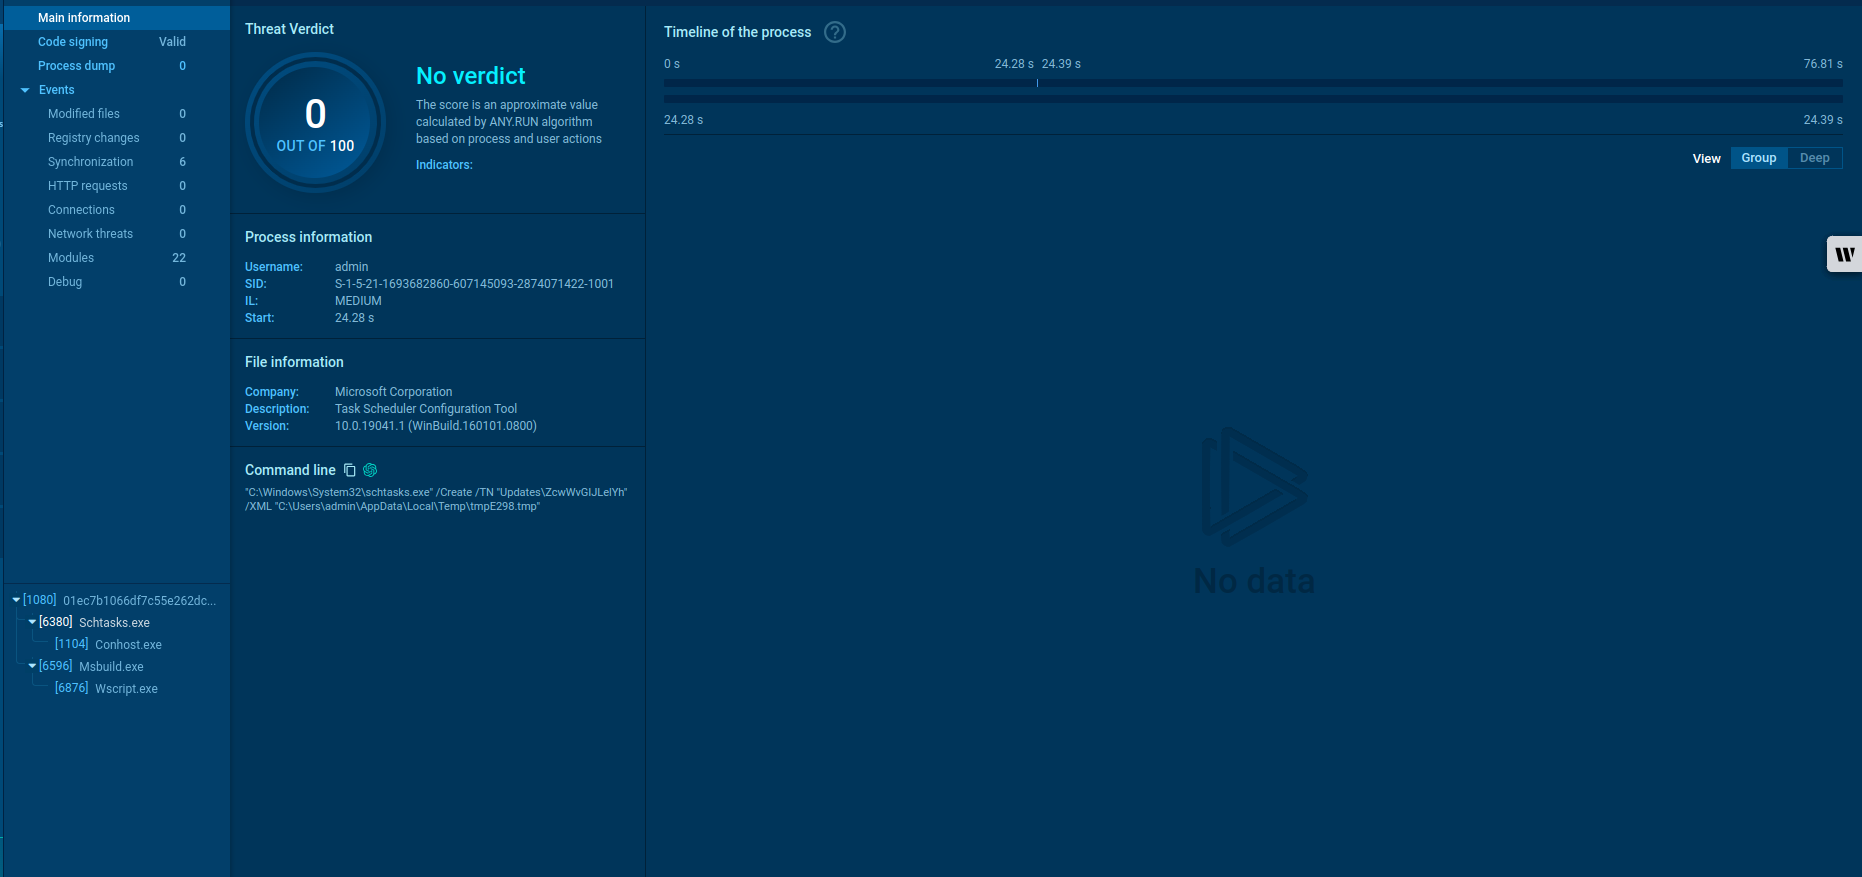 Main information
Code signing Valid
Process dump 0
Events
Modified files 0
Registry changes 0
Synchronization 6
HTTP requests 0
Connections 0
Network threats 0
Modules 22
Debug 0
[1080] 01ec7b1066df7c55e262dc...
[6380] Schtasks.exe
[1104] Conhost.exe
[6596] Msbuild.exe
[6876] Wscript.exe
Threat Verdict
0
OUT OF 100
No verdict
The score is an approximate value
calculated by ANY.RUN algorithm
based on process and user actions
Indicators:
Process information
Username: admin
SID: S-1-5-21-1693682860-607145093-2874071422-1001
IL: MEDIUM
Start: 24.28 s
File information
Company: Microsoft Corporation
Description: Task Scheduler Configuration Tool
Version: 10.0.19041.1 (WinBuild.160101.0800)
Command line
"C:\Windows\System32\schtasks.exe" /Create /TN "Updates\ZcwWvGIJLelYh"
/XML "C:\Users\admin\AppData\Local\Temp\tmpE298.tmp"
Timeline of the process ?
0 s 24.28 s 24.39 s 76.81 s
24.28 s 24.39 s
View Group Deep
No data
W